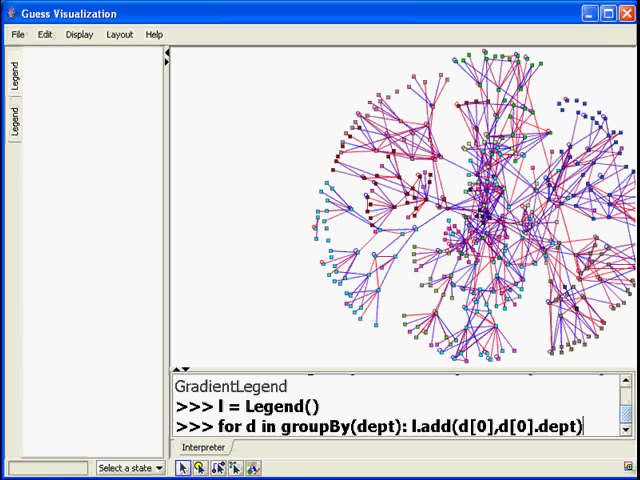 Guess Visualization
File Edit Display Layout Help
Legend
Legend
GradientLegend
>>> l = Legend()
>>> for d in groupBy(dept): l.add(d[0],d[0].dept)
Interpreter
Select a state